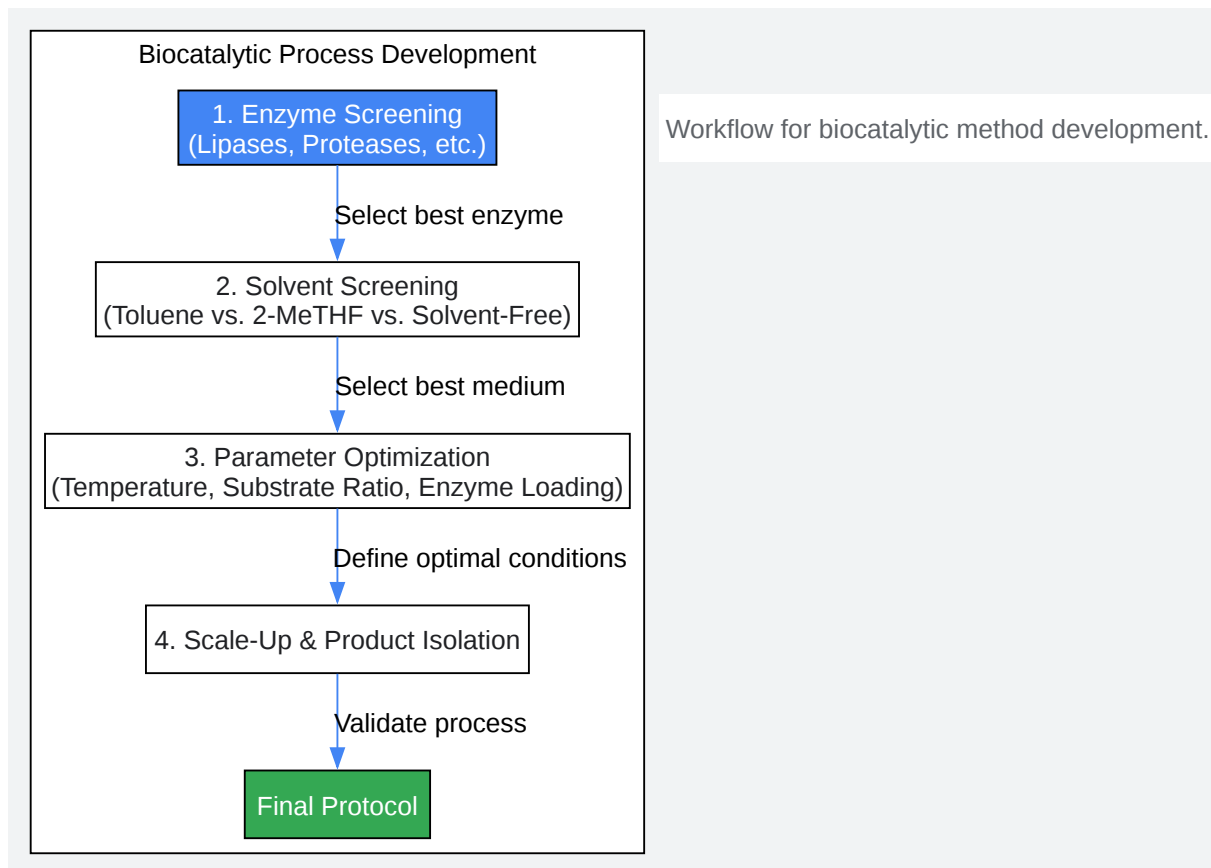 Biocatalytic Process Development
1. Enzyme Screening
(Lipases, Proteases, etc.)
Workflow for biocatalytic method development.
Select best enzyme
2. Solvent Screening
(Toluene vs. 2-MeTHF vs. Solvent-Free)
Select best medium
3. Parameter Optimization
(Temperature, Substrate Ratio, Enzyme Loading)
Define optimal conditions
4. Scale-Up & Product Isolation
Validate process
Final Protocol